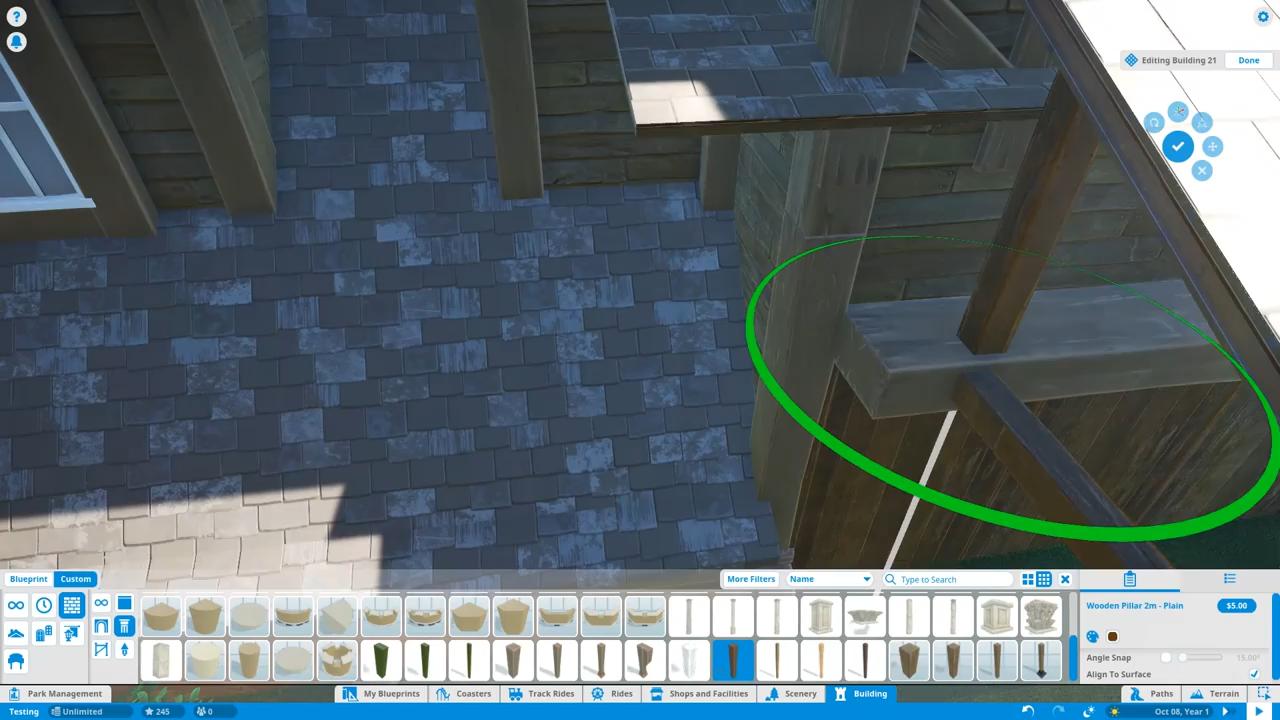 ?
Editing Building 21 Done
Blueprint Custom
More Filters Name Type to Search
Wooden Pillar 2m - Plain $5.00
Angle Snap 15.00°
Align To Surface
Park Management My Blueprints Coasters Track Rides Rides Shops and Facilities Scenery Building Paths Terrain
Testing Unlimited 245 0 Oct 08, Year 1